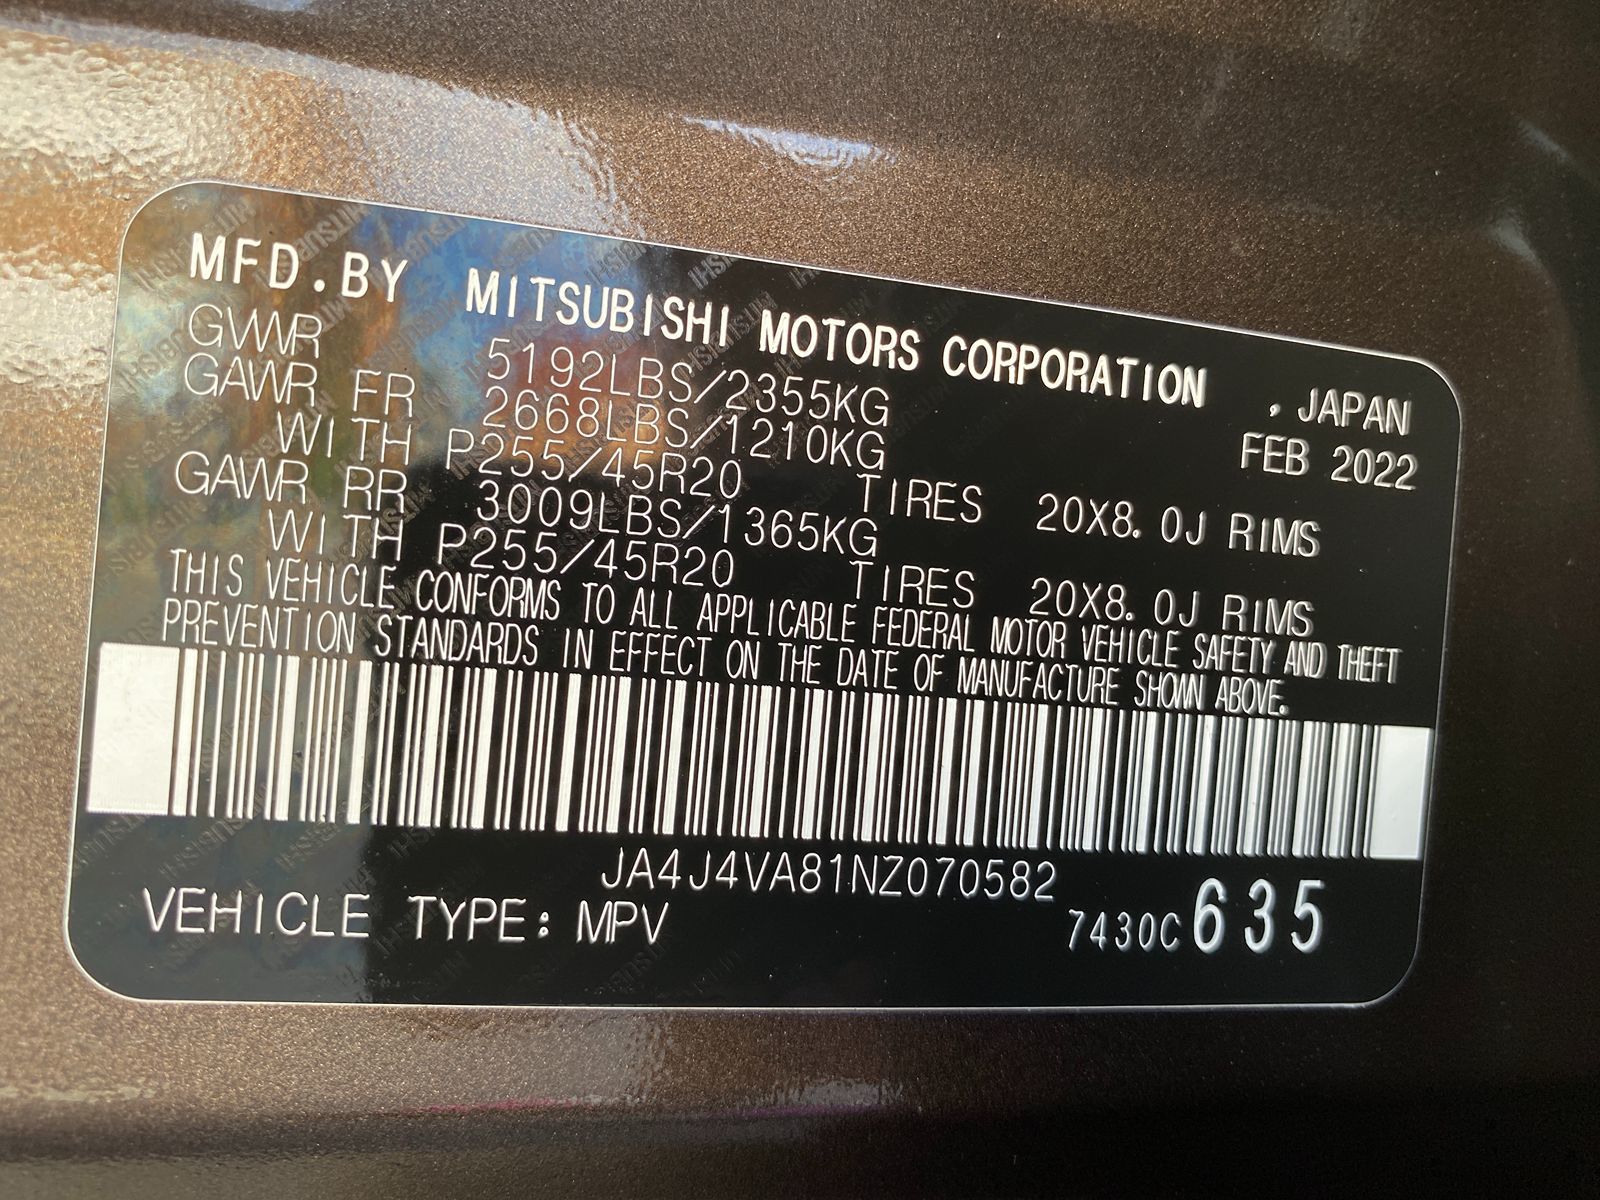 MFD.BY MITSUBISHI MOTORS CORPORATION , JAPAN
GVWR 5192LBS/2355KG FEB 2022
GAWR FR 2668LBS/1210KG
WITH P255/45R20 TIRES 20X8.0J RIMS
GAWR RR 3009LBS/1365KG
WITH P255/45R20 TIRES 20X8.0J RIMS
THIS VEHICLE CONFORMS TO ALL APPLICABLE FEDERAL MOTOR VEHICLE SAFETY AND THEFT
PREVENTION STANDARDS IN EFFECT ON THE DATE OF MANUFACTURE SHOWN ABOVE.
JA4J4VA81NZ070582
VEHICLE TYPE: MPV 7430C 635